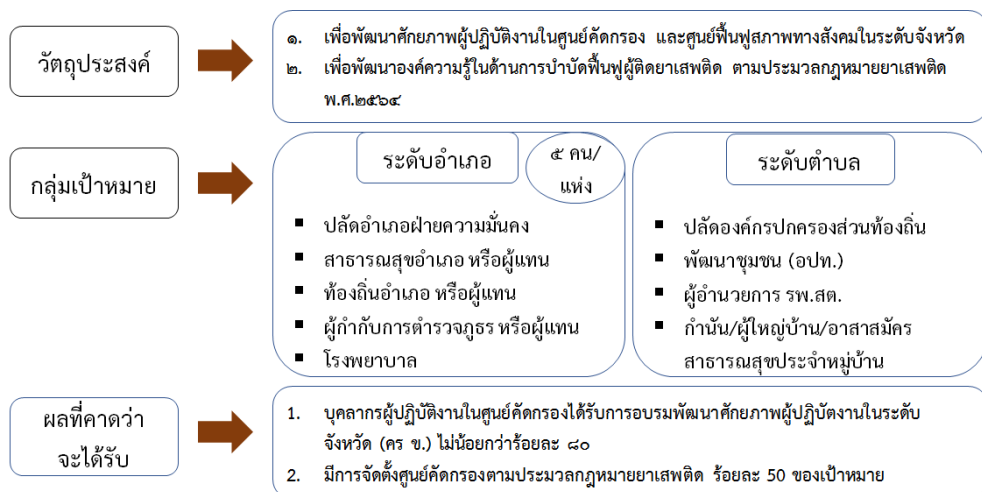 วัตถุประสงค์
๑. เพื่อพัฒนาศักยภาพผู้ปฏิบัติงานในศูนย์คัดกรอง และศูนย์ฟื้นฟูสภาพทางสังคมในระดับจังหวัด
๒. เพื่อพัฒนาองค์ความรู้ในด้านการบำบัดฟื้นฟูผู้ติดยาเสพติด ตามประมวลกฎหมายยาเสพติด
พ.ศ.๒๕๖๔
กลุ่มเป้าหมาย
ระดับอำเภอ
๕ คน/
แห่ง
▪ ปลัดอำเภอฝ่ายความมั่นคง
▪ สาธารณสุขอำเภอ หรือผู้แทน
▪ ท้องถิ่นอำเภอ หรือผู้แทน
▪ ผู้กำกับการตำรวจภูธร หรือผู้แทน
▪ โรงพยาบาล
ระดับตำบล
▪ ปลัดองค์กรปกครองส่วนท้องถิ่น
▪ พัฒนาชุมชน (อปท.)
▪ ผู้อำนวยการ รพ.สต.
▪ กำนัน/ผู้ใหญ่บ้าน/อาสาสมัคร
สาธารณสุขประจำหมู่บ้าน
ผลที่คาดว่า
จะได้รับ
1. บุคลากรผู้ปฏิบัติงานในศูนย์คัดกรองได้รับการอบรมพัฒนาศักยภาพผู้ปฏิบัตงานในระดับ
จังหวัด (คร ข.) ไม่น้อยกว่าร้อยละ ๘๐
2. มีการจัดตั้งศูนย์คัดกรองตามประมวลกฎหมายยาเสพติด ร้อยละ 50 ของเป้าหมาย